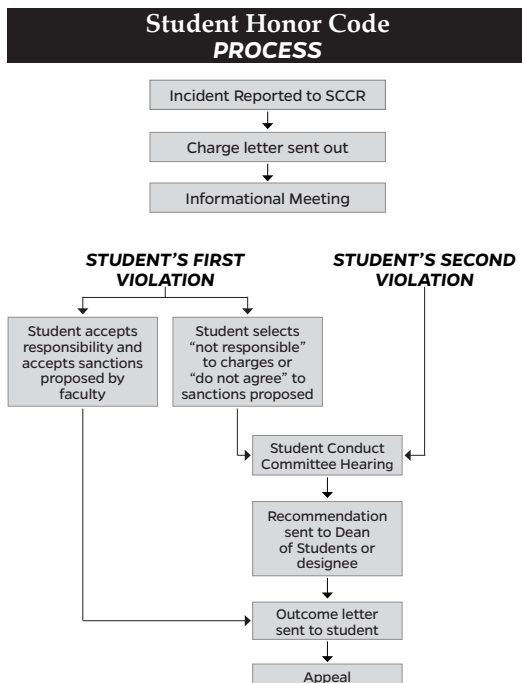 Student Honor Code
PROCESS
Incident Reported to SCCR
Charge letter sent out
Informational Meeting
STUDENT'S FIRST
VIOLATION
STUDENT'S SECOND
VIOLATION
Student accepts
responsibility and
accepts sanctions
proposed by
faculty
Student selects
“not responsible”
to charges or
“do not agree” to
sanctions proposed
Student Conduct
Committee Hearing
Recommendation
sent to Dean
of Students or
designee
Outcome letter
sent to student
Appeal